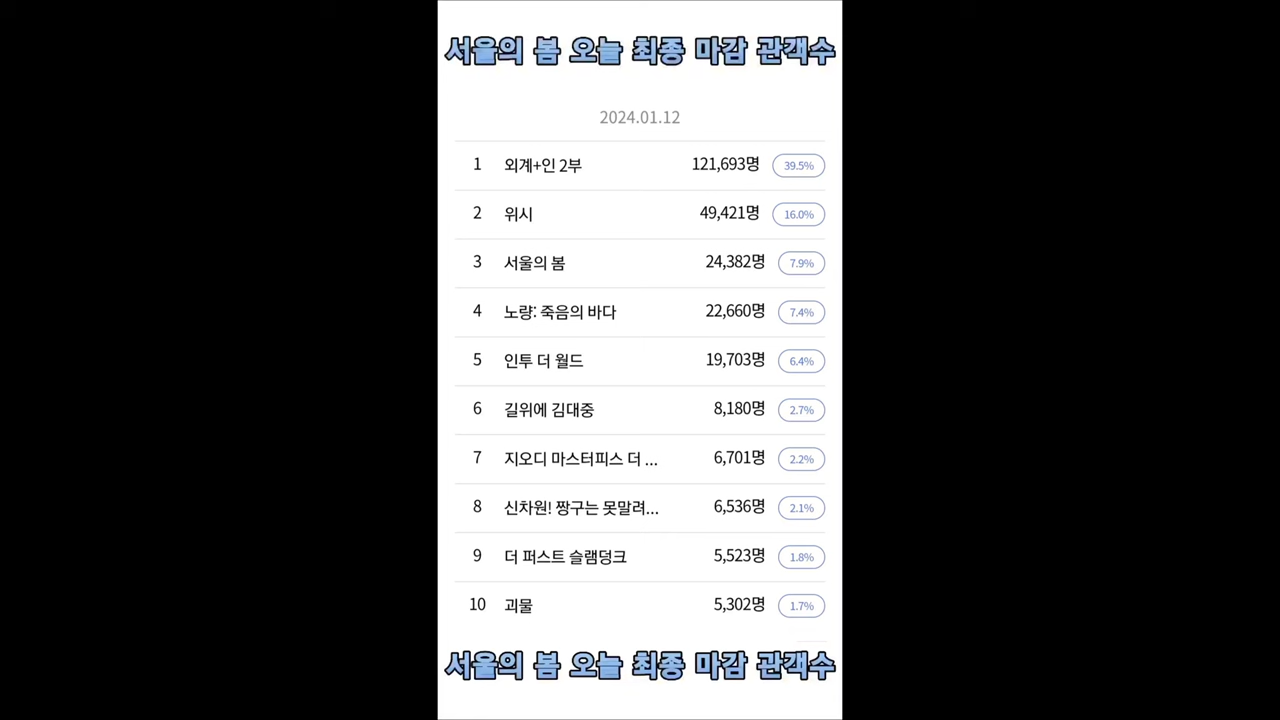 서울의 봄 오늘 최종 마감 관객수
2024.01.12
1 외계+인 2부 121,693명 39.5%
2 위시 49,421명 16.0%
3 서울의 봄 24,382명 7.9%
4 노량: 죽음의 바다 22,660명 7.4%
5 인투 더 월드 19,703명 6.4%
6 길위에 김대중 8,180명 2.7%
7 지오디 마스터피스 더 ... 6,701명 2.2%
8 신차원! 짱구는 못말려... 6,536명 2.1%
9 더 퍼스트 슬램덩크 5,523명 1.8%
10 괴물 5,302명 1.7%
서울의 봄 오늘 최종 마감 관객수